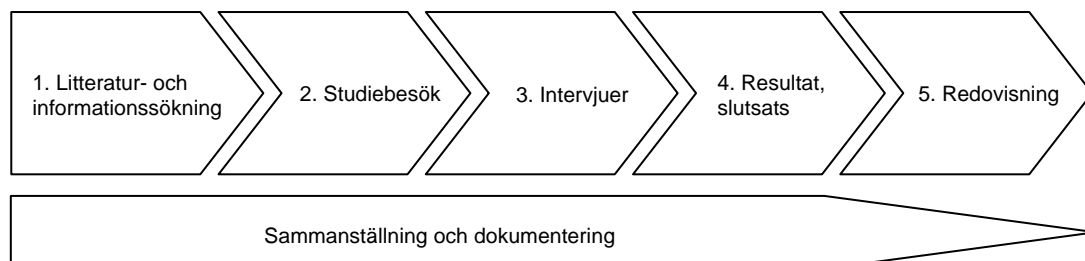 1. Litteratur- och
informationssökning
2. Studiebesök
3. Intervjuer
4. Resultat,
slutsats
5. Redovisning
Sammanställning och dokumentering